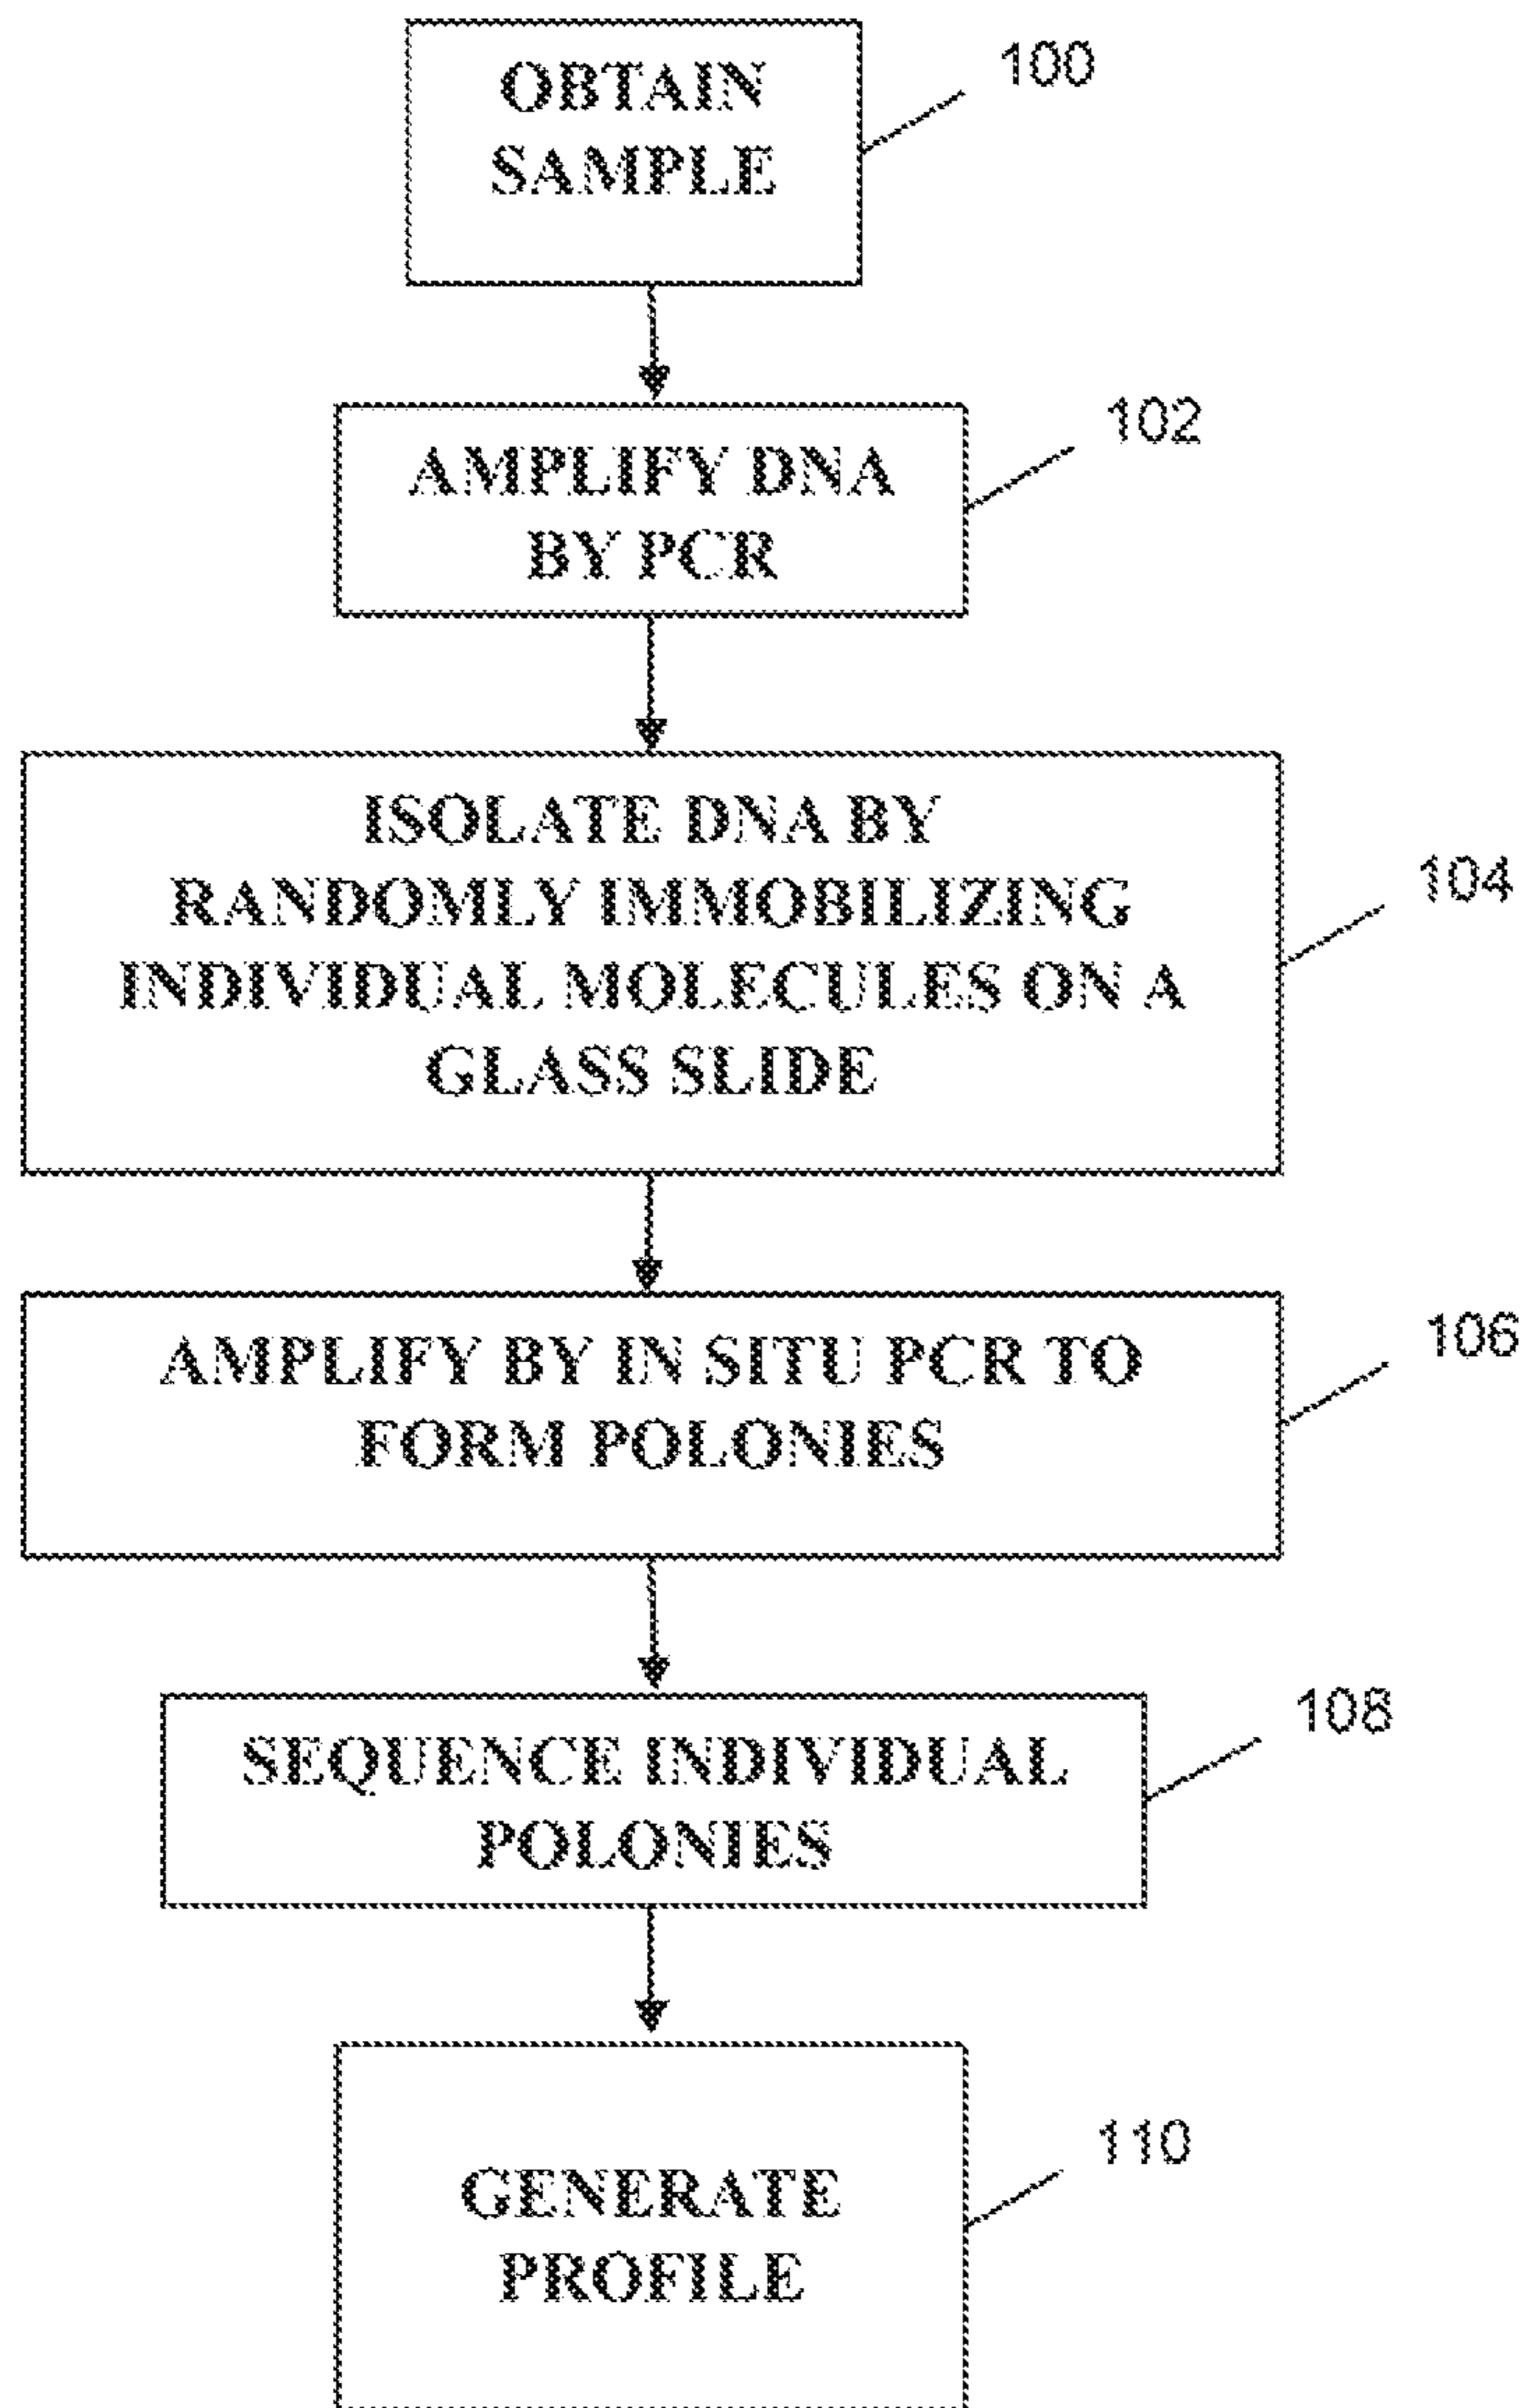 OBTAIN
SAMPLE
100
AMPLIFY DNA
BY PCR
102
ISOLATE DNA BY
RANDOMLY IMMOBILIZING
INDIVIDUAL MOLECULES ON A
GLASS SLIDE
104
AMPLIFY BY IN SITU PCR TO
FORM POLONIES
106
SEQUENCE INDIVIDUAL
POLONIES
108
GENERATE
PROFILE
110